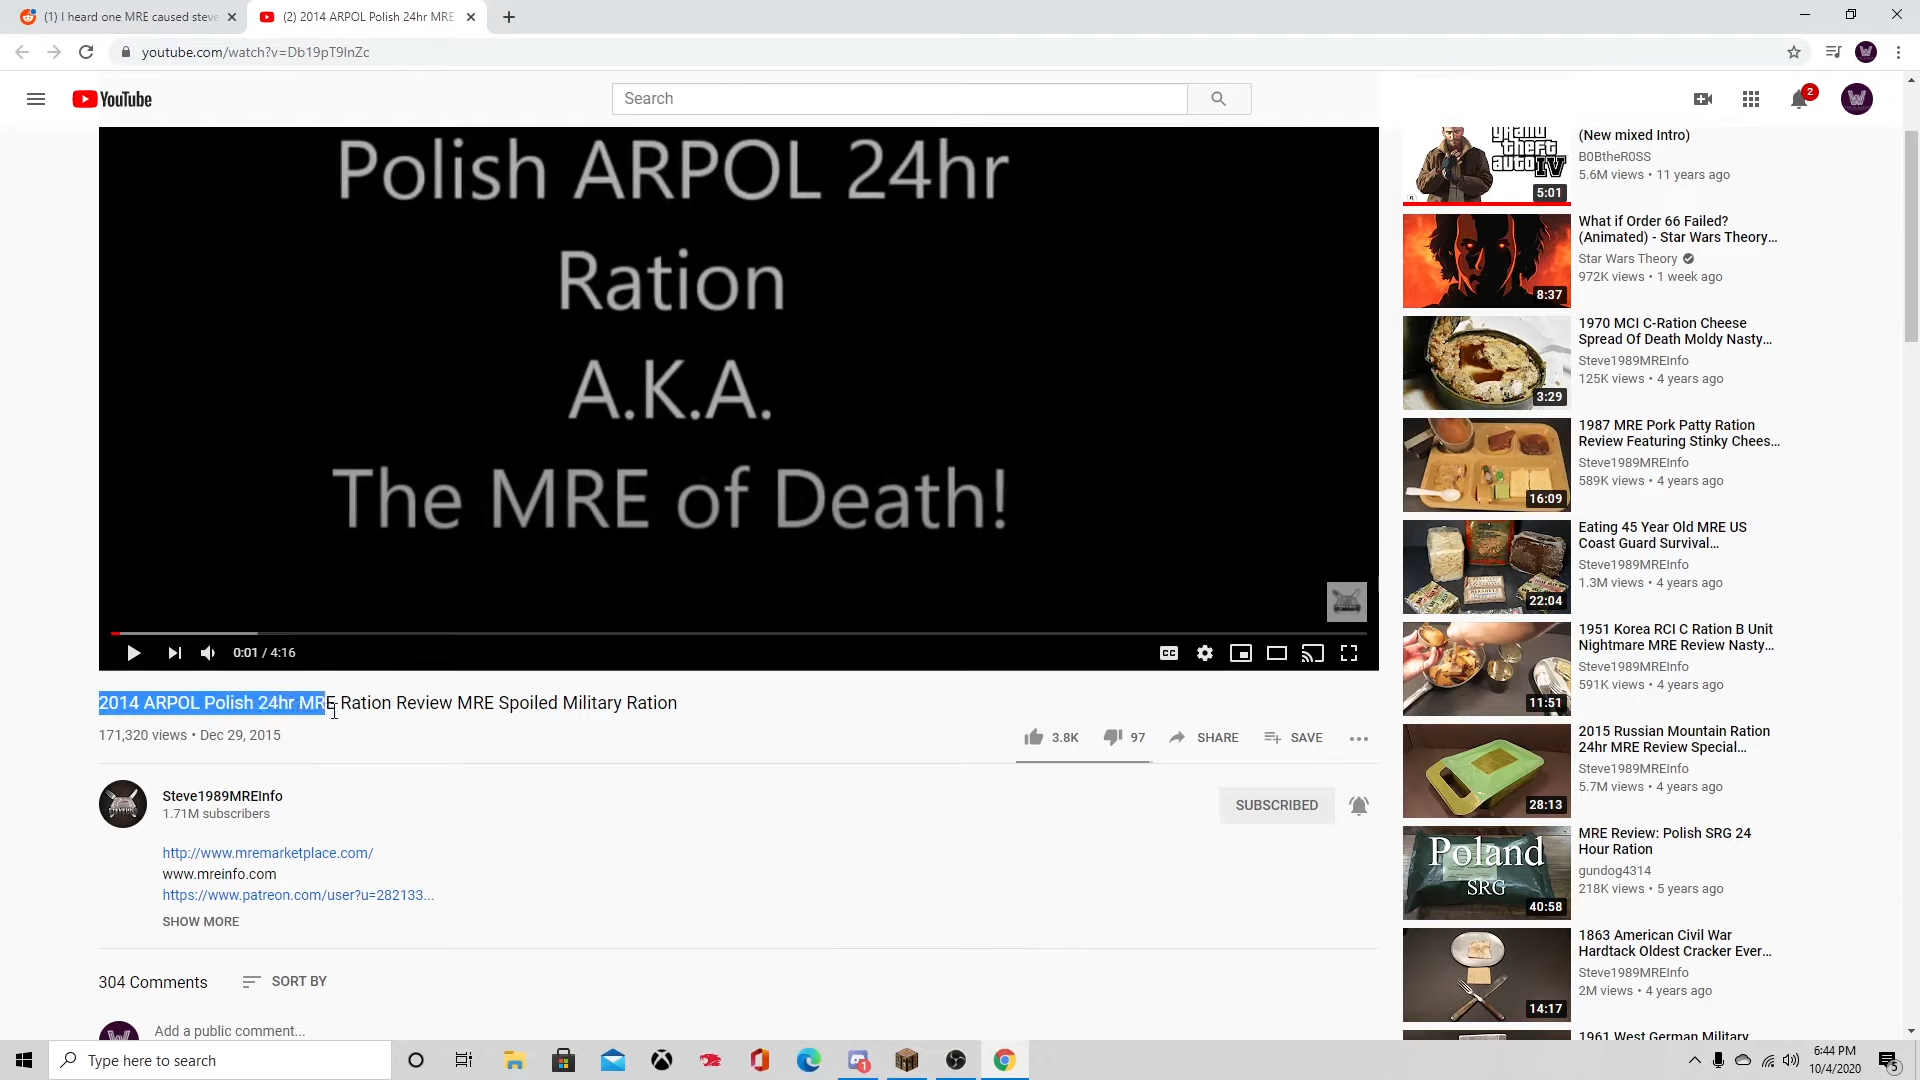 (1) I heard one MRE caused steve
(2) 2014 ARPOL Polish 24hr MRE
youtube.com/watch?v=Db19pT9InZc
YouTube
Search
2
Polish ARPOL 24hr
Ration
A.K.A.
The MRE of Death!
0:01 / 4:16
CC
2014 ARPOL Polish 24hr MRE Ration Review MRE Spoiled Military Ration
171,320 views • Dec 29, 2015
3.8K
97
SHARE
SAVE
Steve1989MREInfo
1.71M subscribers
SUBSCRIBED
http://www.mremarketplace.com/
www.mreinfo.com
https://www.patreon.com/user?u=282133...
SHOW MORE
304 Comments
SORT BY
Add a public comment...
grand
theft
auto IV
5:01
(New mixed Intro)
B0BtheR0SS
5.6M views • 11 years ago
8:37
What if Order 66 Failed?
(Animated) - Star Wars Theory...
Star Wars Theory
972K views • 1 week ago
3:29
1970 MCI C-Ration Cheese
Spread Of Death Moldy Nasty...
Steve1989MREInfo
125K views • 4 years ago
16:09
1987 MRE Pork Patty Ration
Review Featuring Stinky Chees...
Steve1989MREInfo
589K views • 4 years ago
22:04
Eating 45 Year Old MRE US
Coast Guard Survival...
Steve1989MREInfo
1.3M views • 4 years ago
11:51
1951 Korea RCI C Ration B Unit
Nightmare MRE Review Nasty...
Steve1989MREInfo
591K views • 4 years ago
28:13
2015 Russian Mountain Ration
24hr MRE Review Special...
Steve1989MREInfo
5.7M views • 4 years ago
Poland
SRG
40:58
MRE Review: Polish SRG 24
Hour Ration
gundog4314
218K views • 5 years ago
14:17
1863 American Civil War
Hardtack Oldest Cracker Ever...
Steve1989MREInfo
2M views • 4 years ago
1961 West German Military
Type here to search
1
6:44 PM
10/4/2020
5